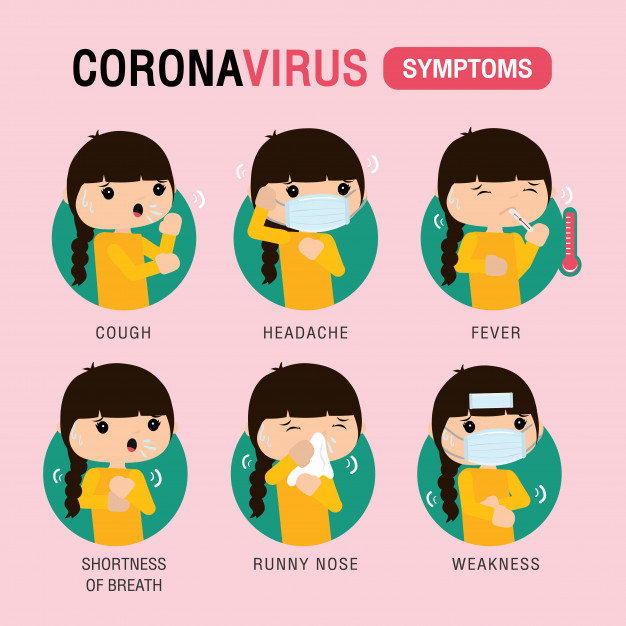 CORONAVIRUS SYMPTOMS
COUGH
HEADACHE
FEVER
SHORTNESS
OF BREATH
RUNNY NOSE
WEAKNESS